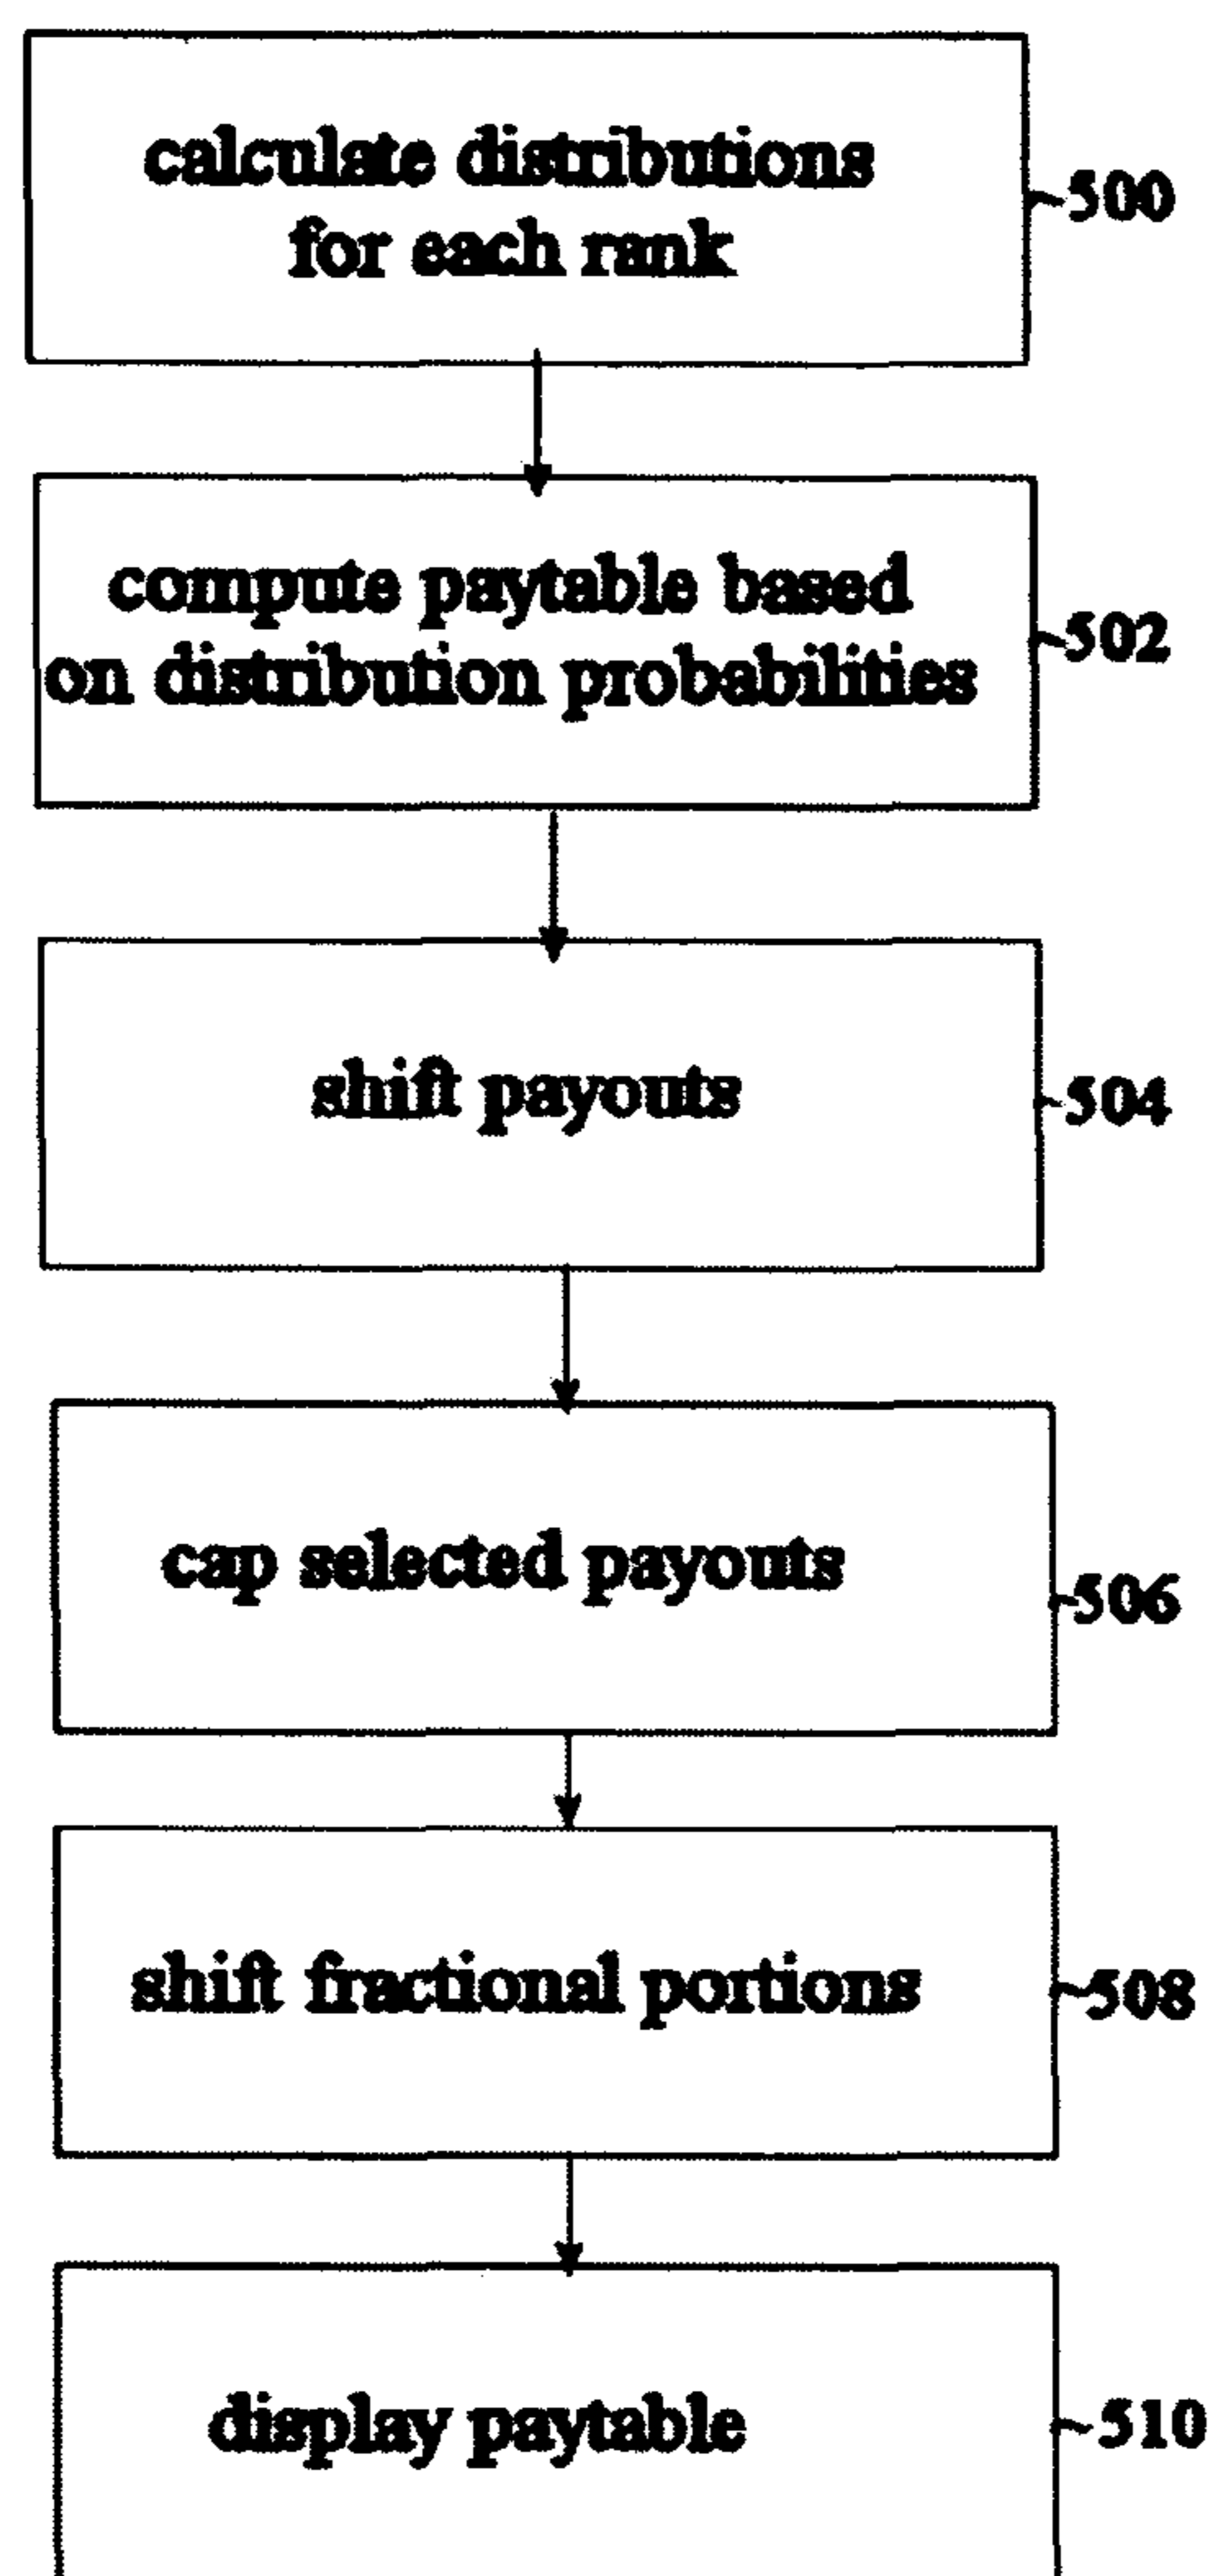 calculate distributions
for each rank
500
compute paytable based
on distribution probabilities
502
shift payouts
504
cap selected payouts
506
shift fractional portions
508
display paytable
510